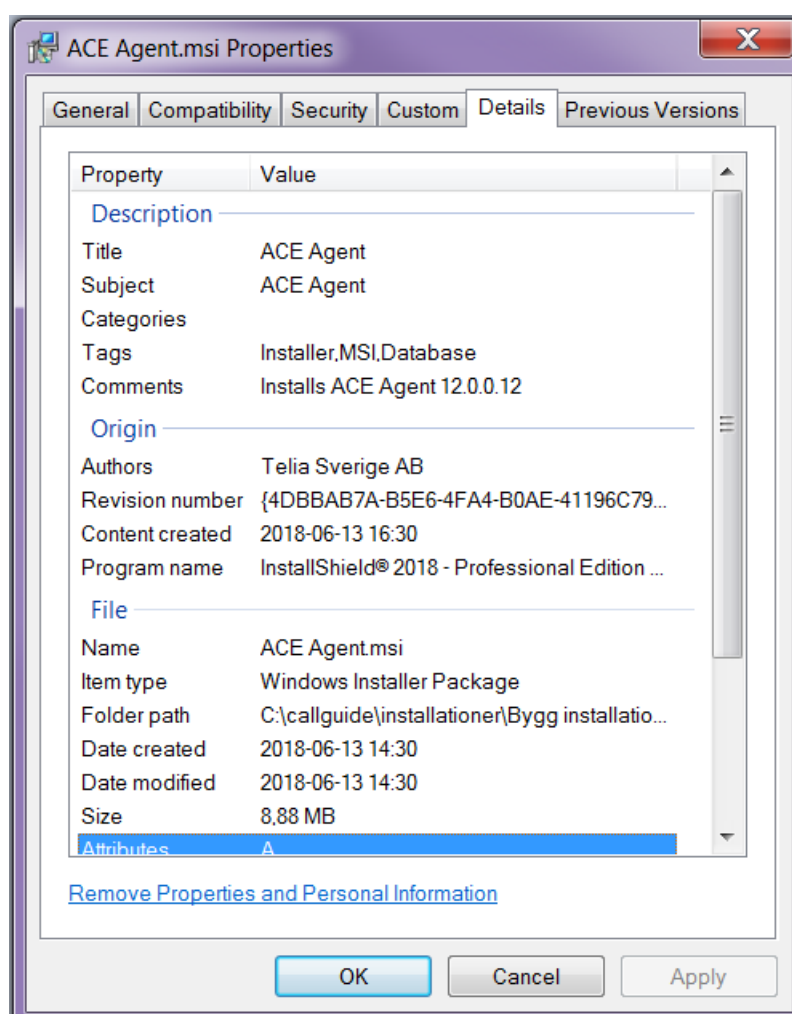 ACE Agent.msi Properties
General Compatibility Security Custom Details Previous Versions
Property Value
Description
Title ACE Agent
Subject ACE Agent
Categories
Tags Installer,MSI,Database
Comments Installs ACE Agent 12.0.0.12
Origin
Authors Telia Sverige AB
Revision number {4DBBAB7A-B5E6-4FA4-B0AE-41196C79...
Content created 2018-06-13 16:30
Program name InstallShield® 2018 - Professional Edition ...
File
Name ACE Agent.msi
Item type Windows Installer Package
Folder path C:\callguide\installationer\Bygg installatio...
Date created 2018-06-13 14:30
Date modified 2018-06-13 14:30
Size 8,88 MB
Attributes A
Remove Properties and Personal Information
OK Cancel Apply